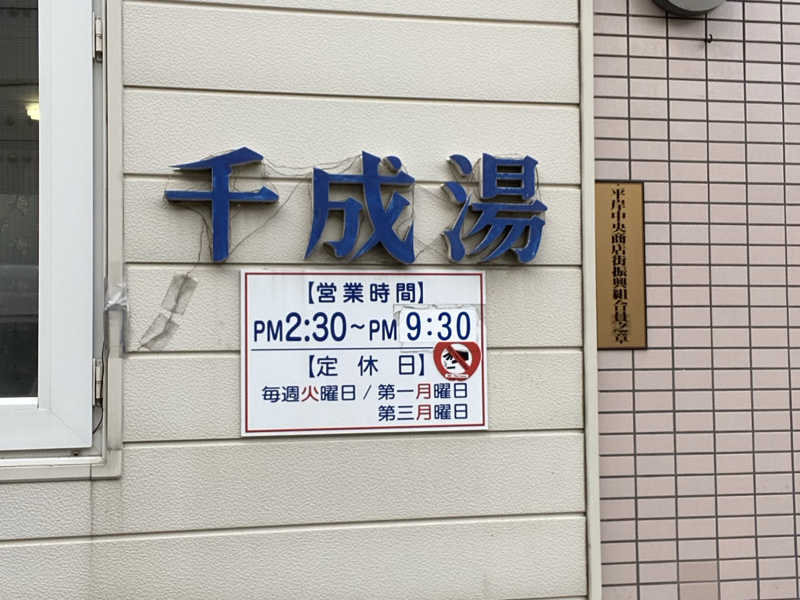 千成湯
【営業時間】
PM2:30~PM9:30
【定休日】
毎週火曜日/第一月曜日
第三月曜日
平岸中央商店街振興組合員之章